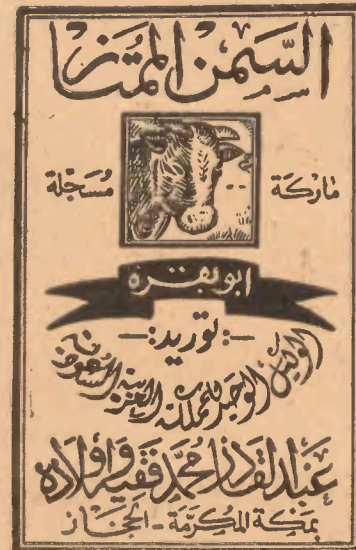 السمن الممتاز
ماركة مسجلة
ابو بقرة
-: توريد :-
الوكيل الوحيد للمملكة العربية السعودية
عبد القادر محمد فقيه واولاده
بمكة المكرمة - الحجاز